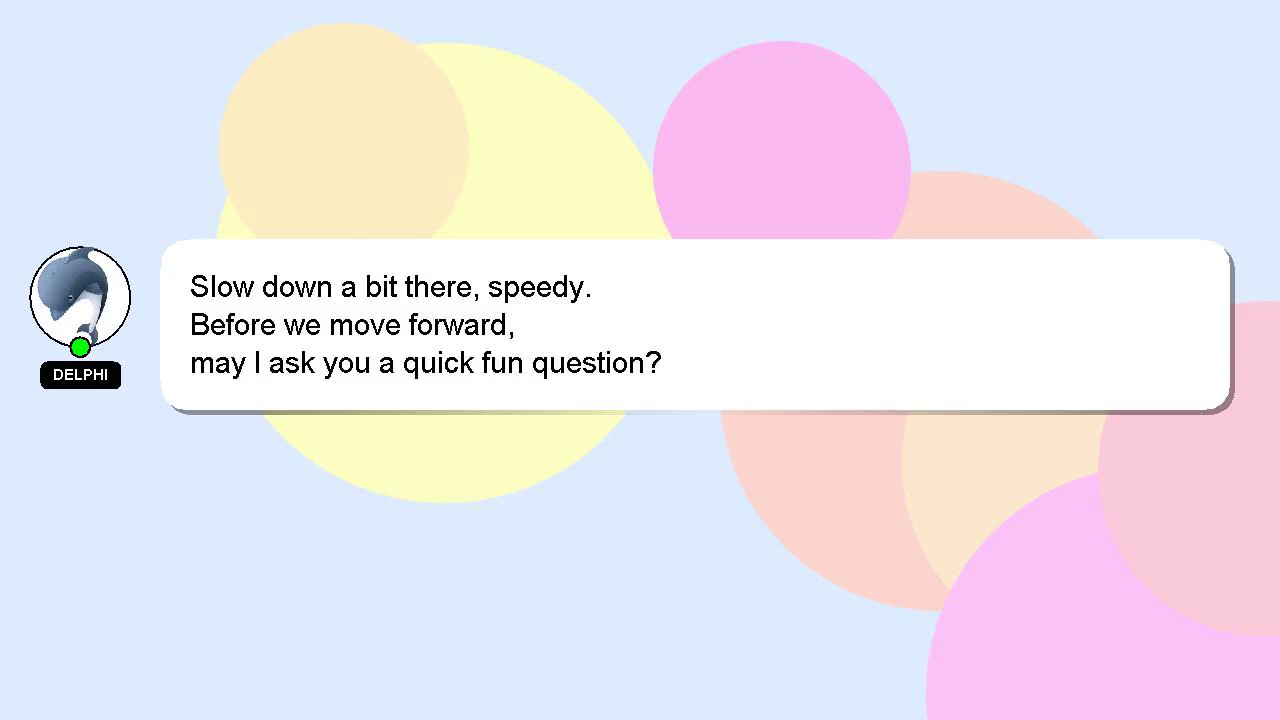 Slow down a bit there, speedy.
Before we move forward,
may I ask you a quick fun question?
DELPHI